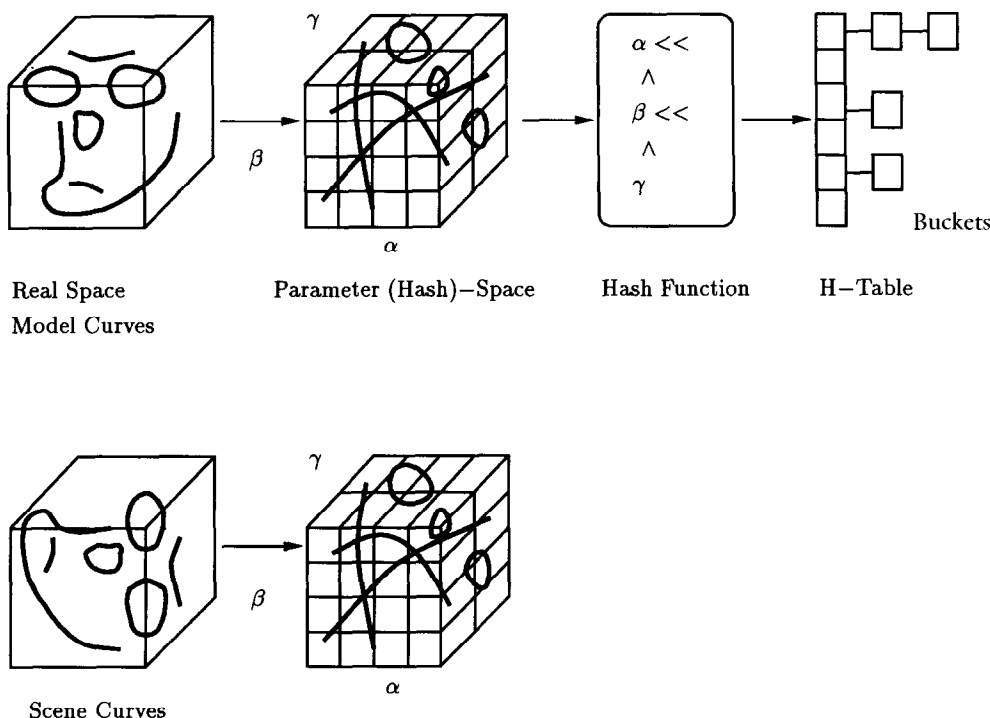 γ
α <<
∧
β <<
∧
γ
β
α
Buckets
Real Space
Model Curves
Parameter (Hash)–Space
Hash Function
H–Table
γ
β
α
Scene Curves